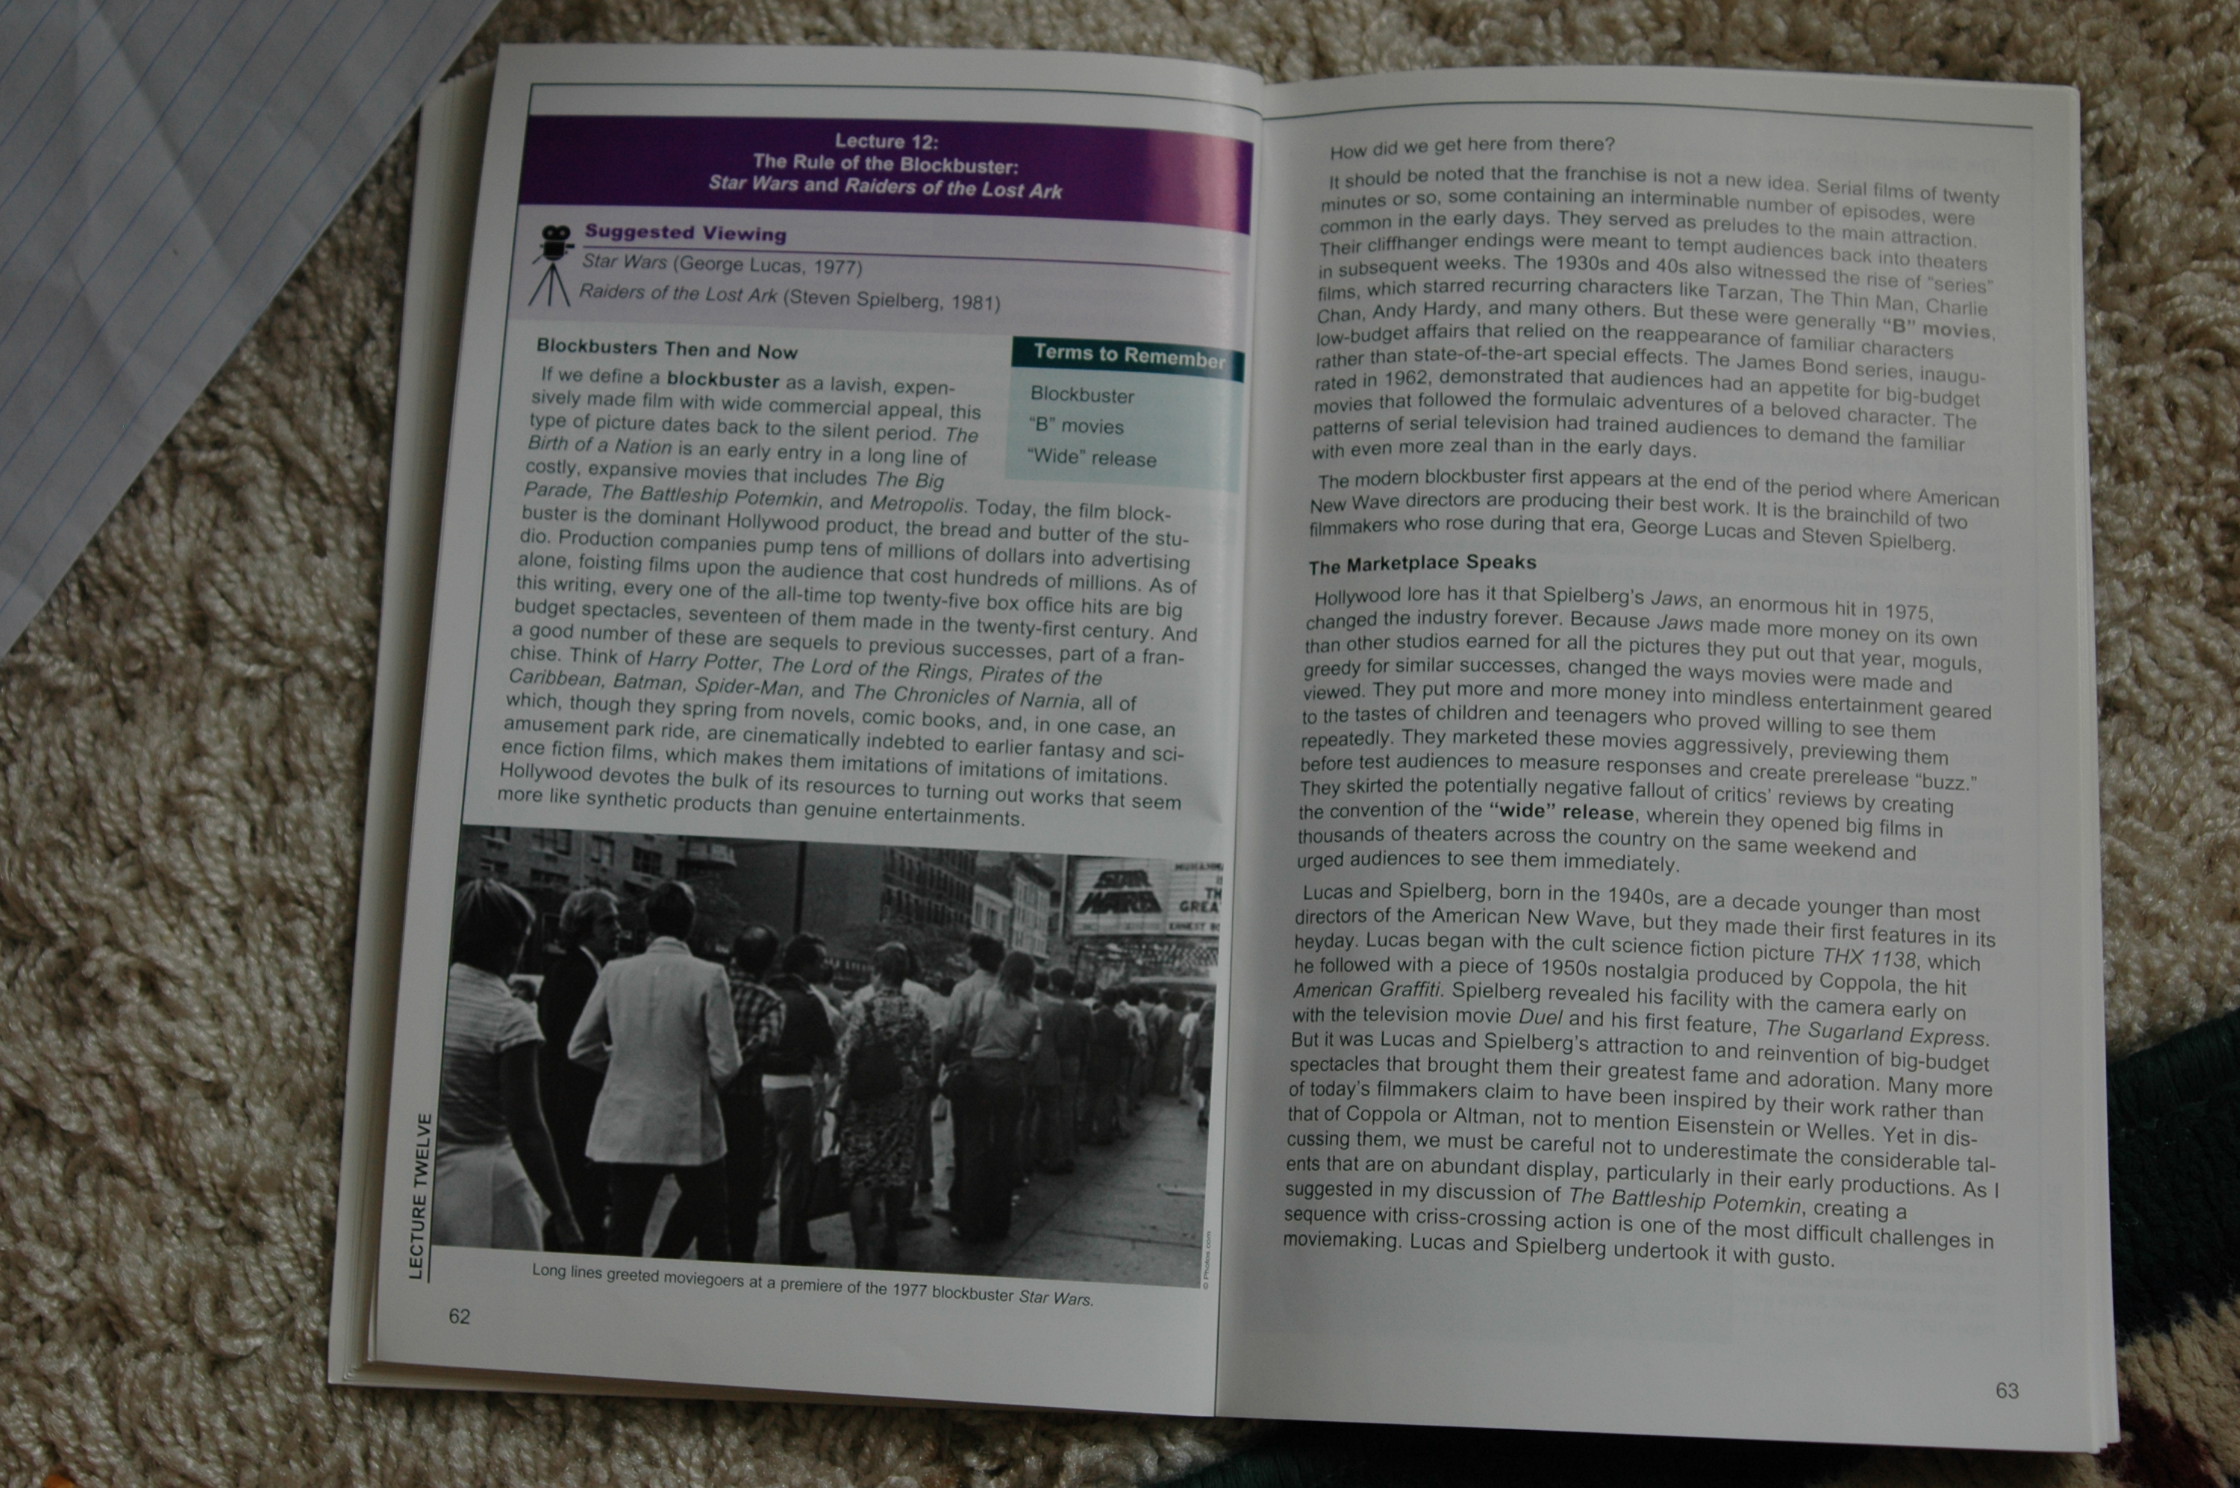 Lecture 12:
The Rule of the Blockbuster:
Star Wars and Raiders of the Lost Ark
Suggested Viewing
Star Wars (George Lucas, 1977)
Raiders of the Lost Ark (Steven Spielberg, 1981)
Terms to Remember
Blockbuster
“B” movies
“Wide” release
Blockbusters Then and Now
If we define a blockbuster as a lavish, expen-
sively made film with wide commercial appeal, this
type of picture dates back to the silent period. The
Birth of a Nation is an early entry in a long line of
costly, expansive movies that includes The Big
Parade, The Battleship Potemkin, and Metropolis. Today, the film block-
buster is the dominant Hollywood product, the bread and butter of the stu-
dio. Production companies pump tens of millions of dollars into advertising
alone, foisting films upon the audience that cost hundreds of millions. As of
this writing, every one of the all-time top twenty-five box office hits are big
budget spectacles, seventeen of them made in the twenty-first century. And
a good number of these are sequels to previous successes, part of a fran-
chise. Think of Harry Potter, The Lord of the Rings, Pirates of the
Caribbean, Batman, Spider-Man, and The Chronicles of Narnia, all of
which, though they spring from novels, comic books, and, in one case, an
amusement park ride, are cinematically indebted to earlier fantasy and sci-
ence fiction films, which makes them imitations of imitations of imitations.
Hollywood devotes the bulk of its resources to turning out works that seem
more like synthetic products than genuine entertainments.
STAR
WARS
TH
GREA
© Photos.com
Long lines greeted moviegoers at a premiere of the 1977 blockbuster Star Wars.
LECTURE TWELVE
62
How did we get here from there?
It should be noted that the franchise is not a new idea. Serial films of twenty
minutes or so, some containing an interminable number of episodes, were
common in the early days. They served as preludes to the main attraction.
Their cliffhanger endings were meant to tempt audiences back into theaters
in subsequent weeks. The 1930s and 40s also witnessed the rise of “series”
films, which starred recurring characters like Tarzan, The Thin Man, Charlie
Chan, Andy Hardy, and many others. But these were generally “B” movies,
low-budget affairs that relied on the reappearance of familiar characters
rather than state-of-the-art special effects. The James Bond series, inaugu-
rated in 1962, demonstrated that audiences had an appetite for big-budget
movies that followed the formulaic adventures of a beloved character. The
patterns of serial television had trained audiences to demand the familiar
with even more zeal than in the early days.
The modern blockbuster first appears at the end of the period where American
New Wave directors are producing their best work. It is the brainchild of two
filmmakers who rose during that era, George Lucas and Steven Spielberg.
The Marketplace Speaks
Hollywood lore has it that Spielberg's Jaws, an enormous hit in 1975,
changed the industry forever. Because Jaws made more money on its own
than other studios earned for all the pictures they put out that year, moguls,
greedy for similar successes, changed the ways movies were made and
viewed. They put more and more money into mindless entertainment geared
to the tastes of children and teenagers who proved willing to see them
repeatedly. They marketed these movies aggressively, previewing them
before test audiences to measure responses and create prerelease “buzz.”
They skirted the potentially negative fallout of critics' reviews by creating
the convention of the “wide” release, wherein they opened big films in
thousands of theaters across the country on the same weekend and
urged audiences to see them immediately.
Lucas and Spielberg, born in the 1940s, are a decade younger than most
directors of the American New Wave, but they made their first features in its
heyday. Lucas began with the cult science fiction picture THX 1138, which
he followed with a piece of 1950s nostalgia produced by Coppola, the hit
American Graffiti. Spielberg revealed his facility with the camera early on
with the television movie Duel and his first feature, The Sugarland Express.
But it was Lucas and Spielberg's attraction to and reinvention of big-budget
spectacles that brought them their greatest fame and adoration. Many more
of today's filmmakers claim to have been inspired by their work rather than
that of Coppola or Altman, not to mention Eisenstein or Welles. Yet in dis-
cussing them, we must be careful not to underestimate the considerable tal-
ents that are on abundant display, particularly in their early productions. As I
suggested in my discussion of The Battleship Potemkin, creating a
sequence with criss-crossing action is one of the most difficult challenges in
moviemaking. Lucas and Spielberg undertook it with gusto.
63